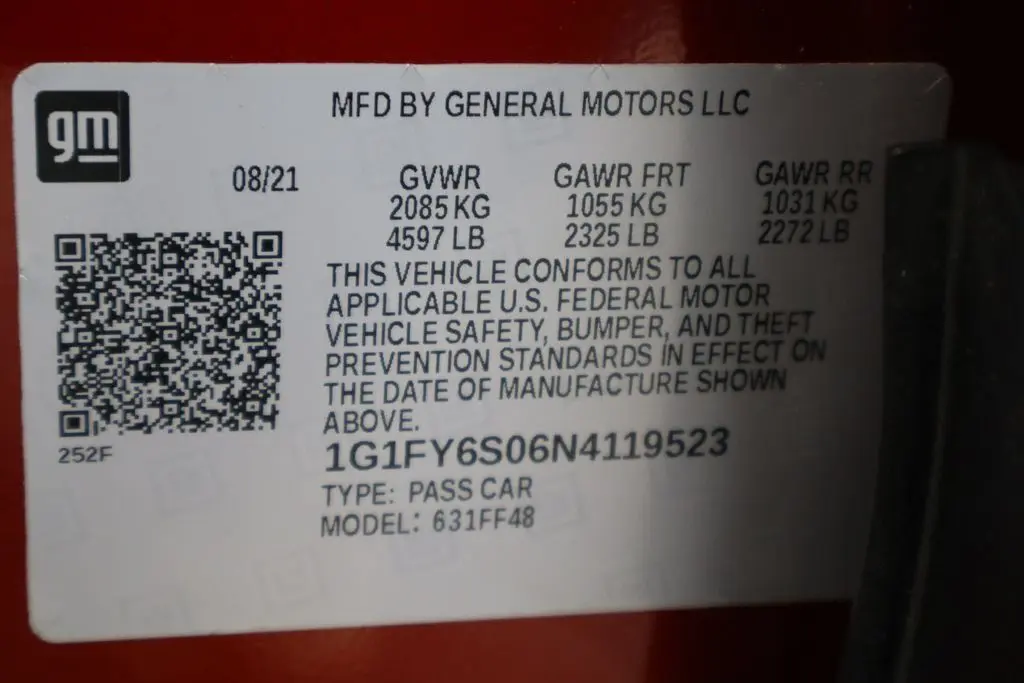 gm
MFD BY GENERAL MOTORS LLC
08/21 GVWR GAWR FRT GAWR RR
2085 KG 1055 KG 1031 KG
4597 LB 2325 LB 2272 LB
THIS VEHICLE CONFORMS TO ALL
APPLICABLE U.S. FEDERAL MOTOR
VEHICLE SAFETY, BUMPER, AND THEFT
PREVENTION STANDARDS IN EFFECT ON
THE DATE OF MANUFACTURE SHOWN
ABOVE.
252F
1G1FY6S06N4119523
TYPE: PASS CAR
MODEL: 631FF48